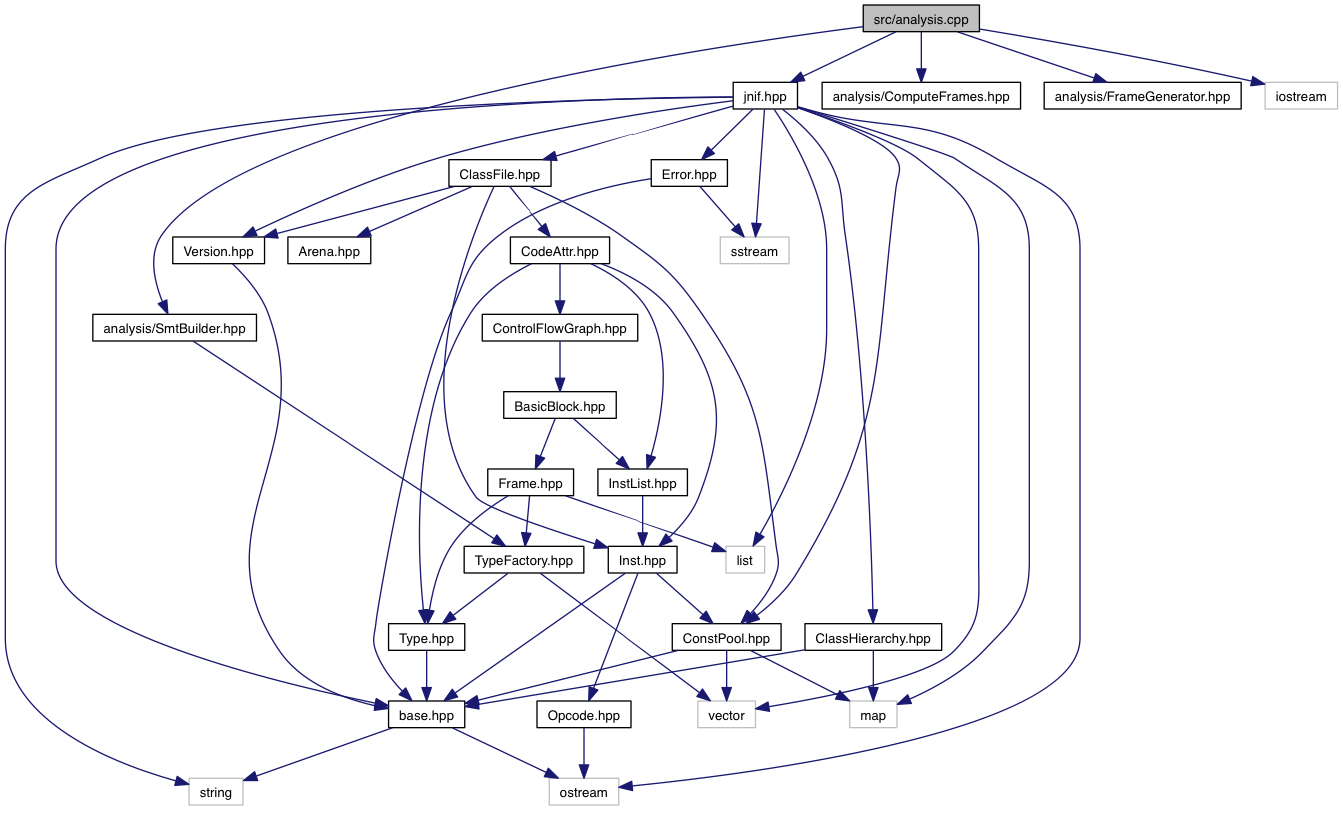 src/analysis.cpp
jnif.hpp
analysis/ComputeFrames.hpp
analysis/FrameGenerator.hpp
iostream
ClassFile.hpp
Error.hpp
Version.hpp
Arena.hpp
CodeAttr.hpp
sstream
analysis/SmtBuilder.hpp
ControlFlowGraph.hpp
BasicBlock.hpp
Frame.hpp
InstList.hpp
TypeFactory.hpp
Inst.hpp
list
Type.hpp
ConstPool.hpp
ClassHierarchy.hpp
base.hpp
Opcode.hpp
vector
map
string
ostream